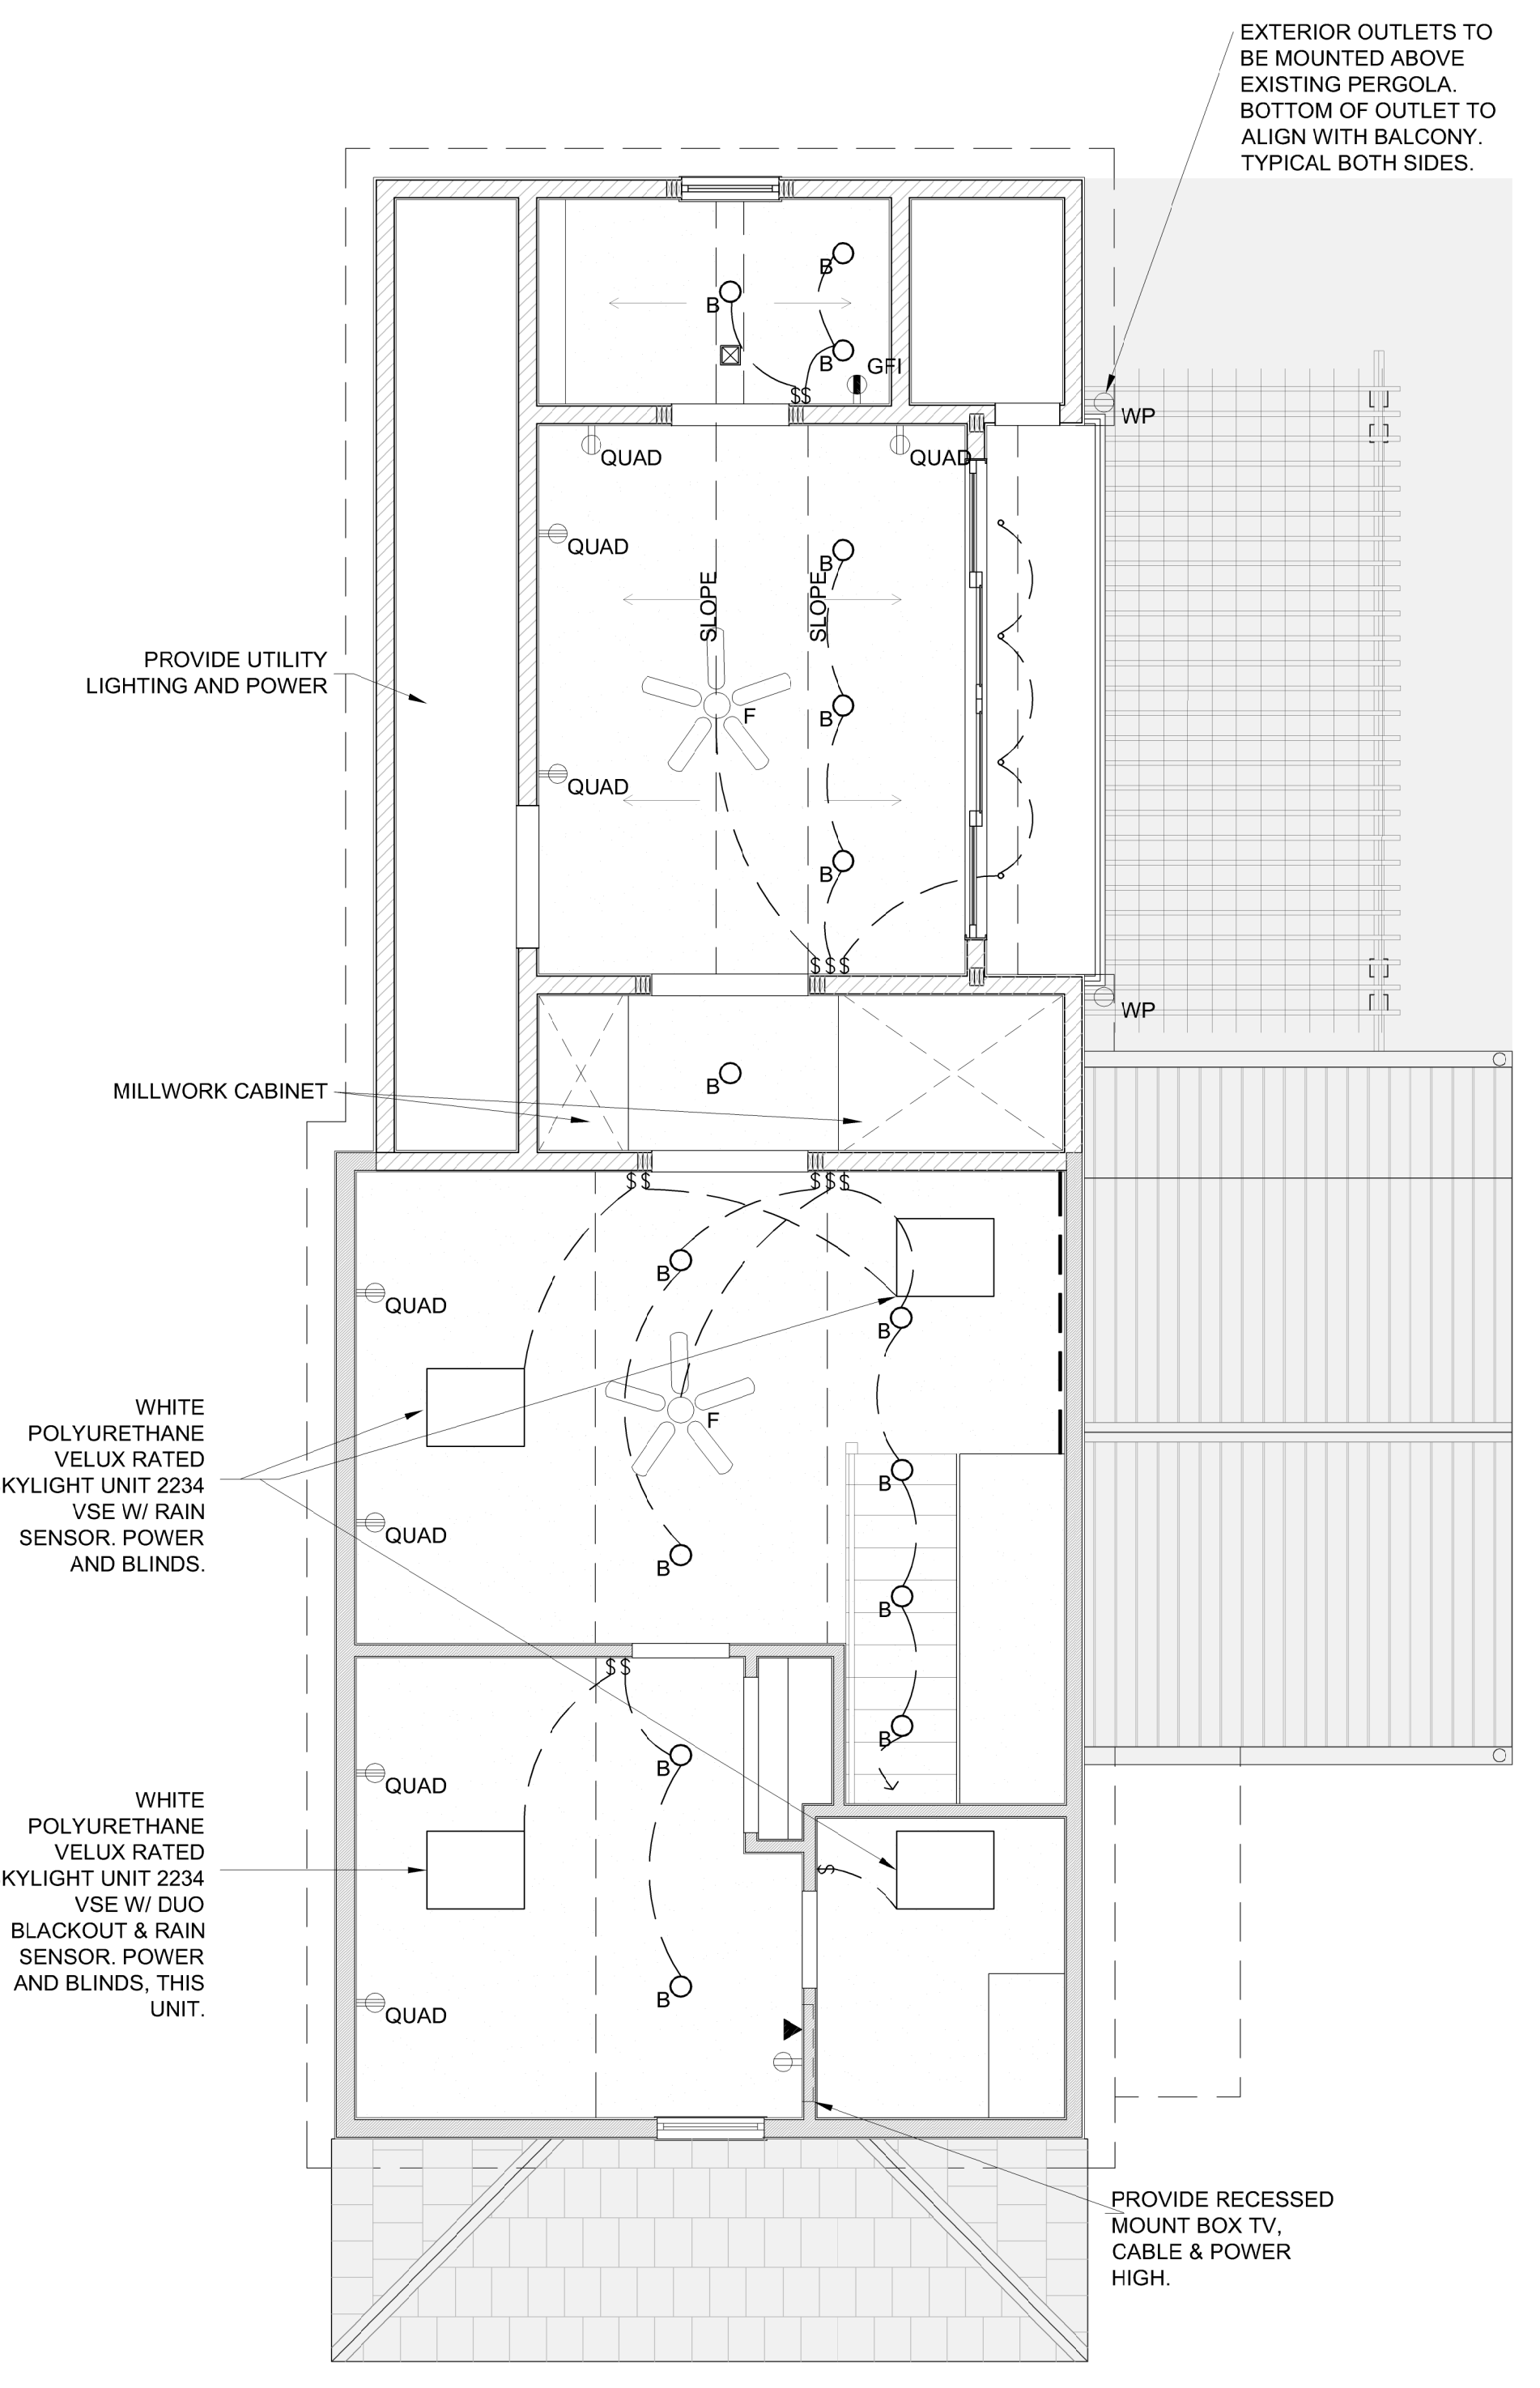 EXTERIOR OUTLETS TO
BE MOUNTED ABOVE
EXISTING PERGOLA.
BOTTOM OF OUTLET TO
ALIGN WITH BALCONY.
TYPICAL BOTH SIDES.
B
B
B
GFI
$$
WP
QUAD
QUAD
QUAD
B
SLOPE
SLOPE
PROVIDE UTILITY
LIGHTING AND POWER
F
B
QUAD
B
$$$
WP
B
MILLWORK CABINET
$$
$$$
B
QUAD
B
WHITE
POLYURETHANE
VELUX RATED
KYLIGHT UNIT 2234
VSE W/ RAIN
SENSOR. POWER
AND BLINDS.
F
B
QUAD
B
B
$$
B
B
QUAD
WHITE
POLYURETHANE
VELUX RATED
KYLIGHT UNIT 2234
VSE W/ DUO
BLACKOUT & RAIN
SENSOR. POWER
AND BLINDS, THIS
UNIT.
$
B
QUAD
PROVIDE RECESSED
MOUNT BOX TV,
CABLE & POWER
HIGH.